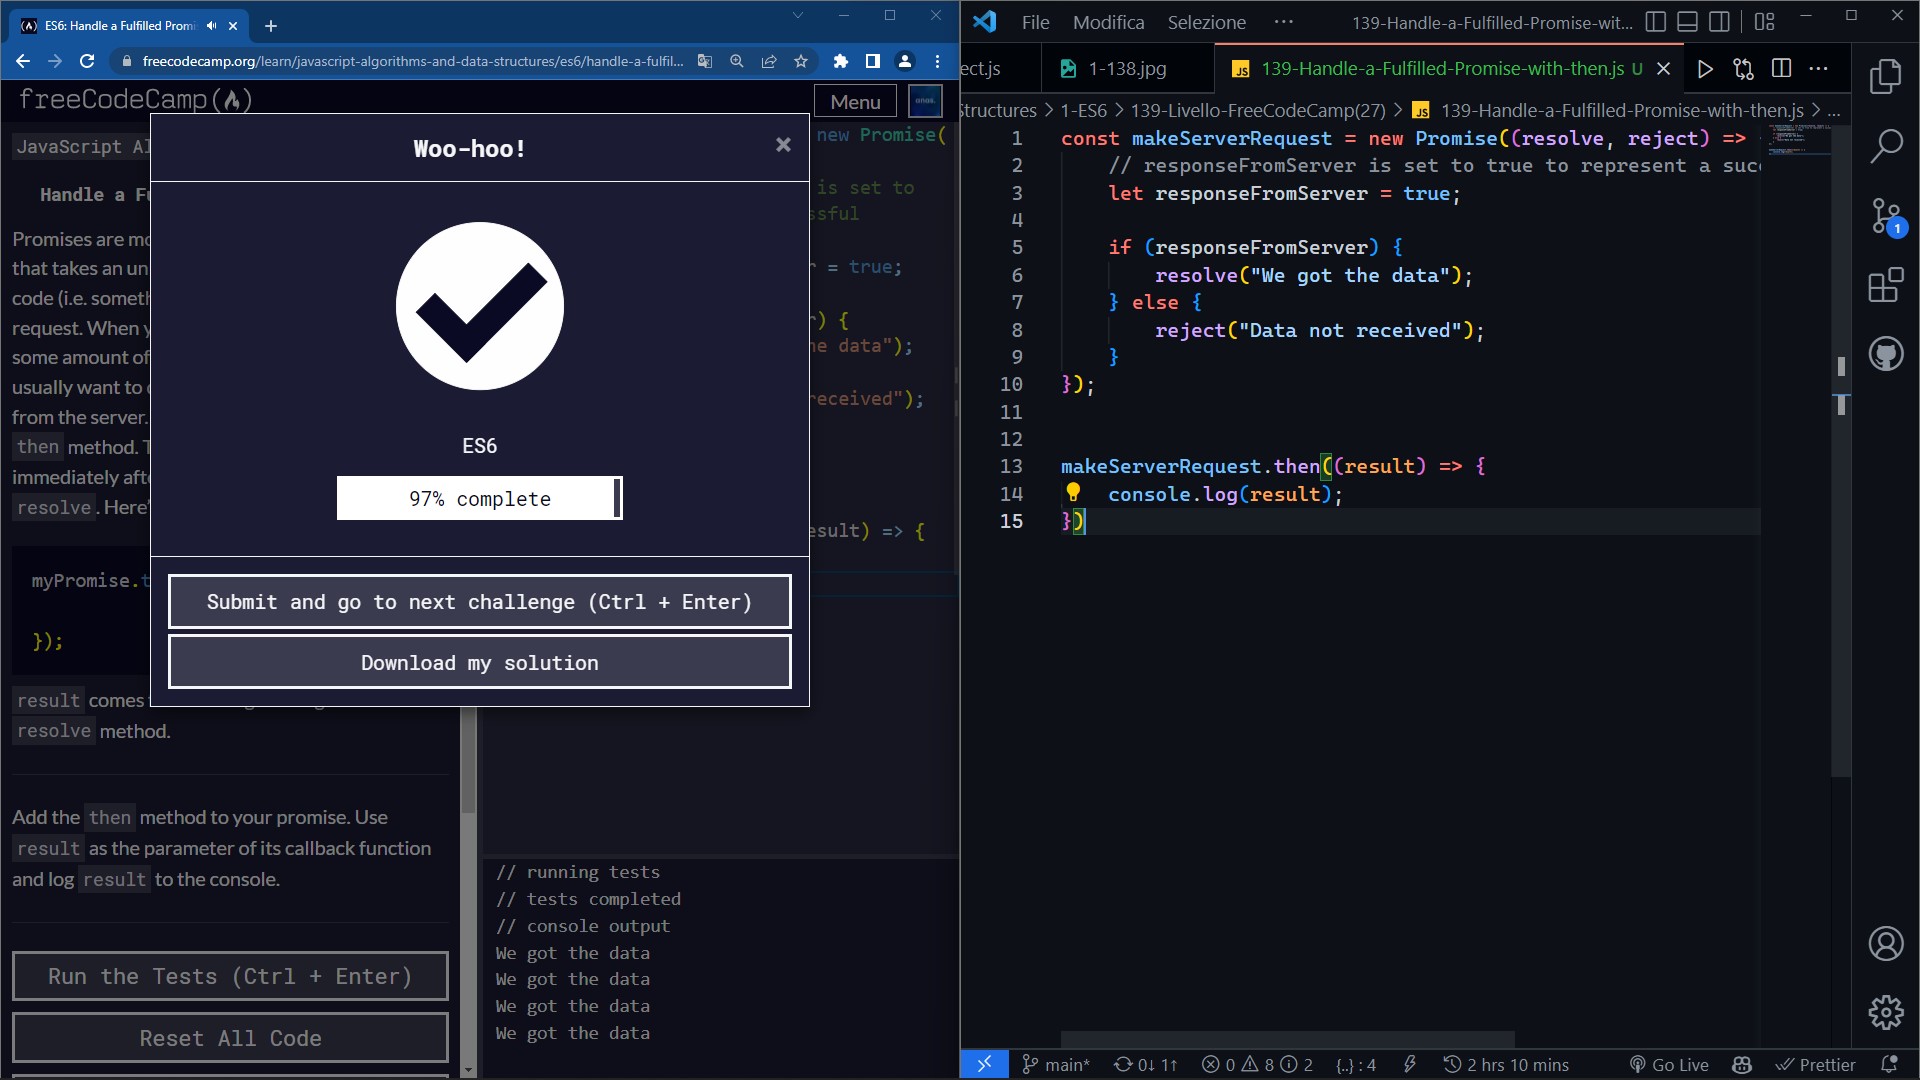 ES6: Handle a Fulfilled Promi
freecodecamp.org/learn/javascript-algorithms-and-data-structures/es6/handle-a-fulfil...
freeCodeCamp
Menu
JavaScript Al
Handle a Fu
Promises are mo
that takes an un
code (i.e. someth
request. When y
some amount of
usually want to
from the server.
then method. T
immediately afte
resolve. Here'
myPromise.t
});
result comes
resolve method.
Add the then method to your promise. Use
result as the parameter of its callback function
and log result to the console.
Run the Tests (Ctrl + Enter)
Reset All Code
Woo-hoo!
×
ES6
97% complete
Submit and go to next challenge (Ctrl + Enter)
Download my solution
new Promise(
is set to
ssful
r = true;
r) {
he data");
received");
esult) => {
// running tests
// tests completed
// console output
We got the data
We got the data
We got the data
We got the data
File Modifica Selezione ··· 139-Handle-a-Fulfilled-Promise-wit...
ect.js 1-138.jpg JS 139-Handle-a-Fulfilled-Promise-with-then.js U
Structures > 1-ES6 > 139-Livello-FreeCodeCamp(27) > JS 139-Handle-a-Fulfilled-Promise-with-then.js > ...
1 const makeServerRequest = new Promise((resolve, reject) =>
2 // responseFromServer is set to true to represent a succ
3 let responseFromServer = true;
4
5 if (responseFromServer) {
6 resolve("We got the data");
7 } else {
8 reject("Data not received");
9 }
10 });
11
12
13 makeServerRequest.then((result) => {
14 console.log(result);
15 })
1
main* 0↓ 1↑ 0 8 2 {..} : 4 2 hrs 10 mins Go Live Prettier